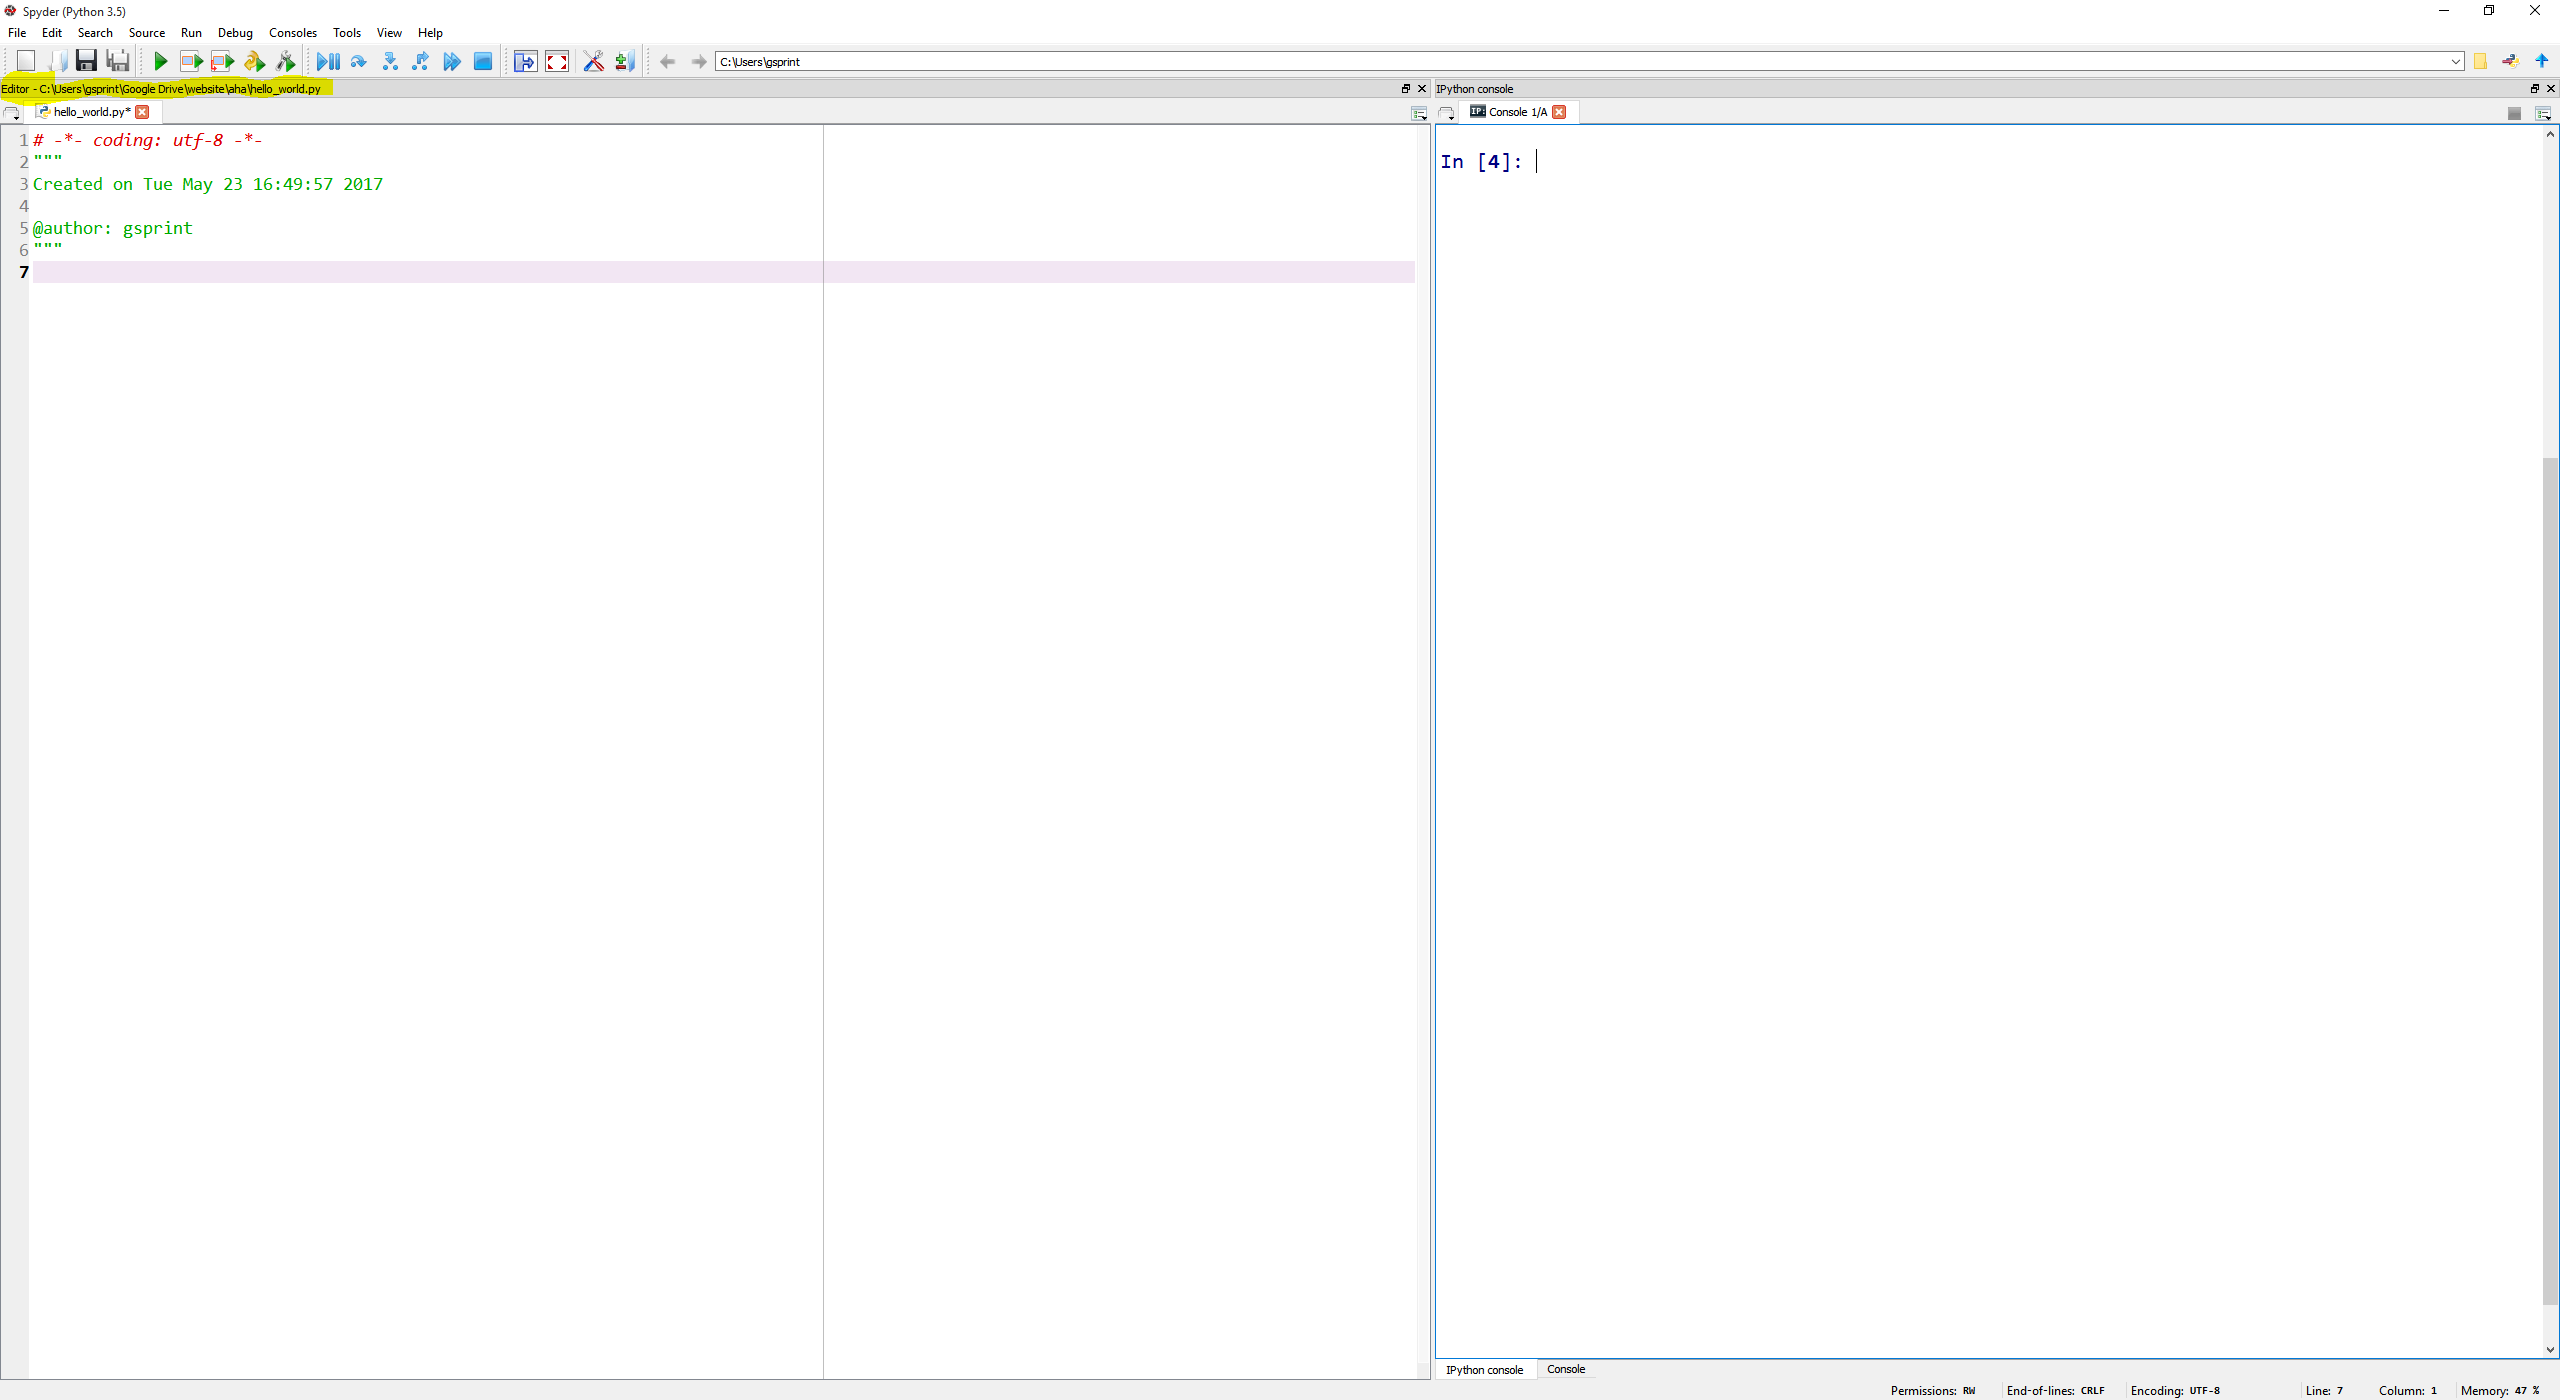 Spyder (Python 3.5)
File Edit Search Source Run Debug Consoles Tools View Help
C:\Users\gsprint
Editor - C:\Users\gsprint\Google Drive\website\aha\hello_world.py
hello_world.py*
1 # -*- coding: utf-8 -*-
2 """
3 Created on Tue May 23 16:49:57 2017
4
5 @author: gsprint
6 """
7
IPython console
IP: Console 1/A
In [4]:
IPython console Console
Permissions: RW End-of-lines: CRLF Encoding: UTF-8 Line: 7 Column: 1 Memory: 47 %